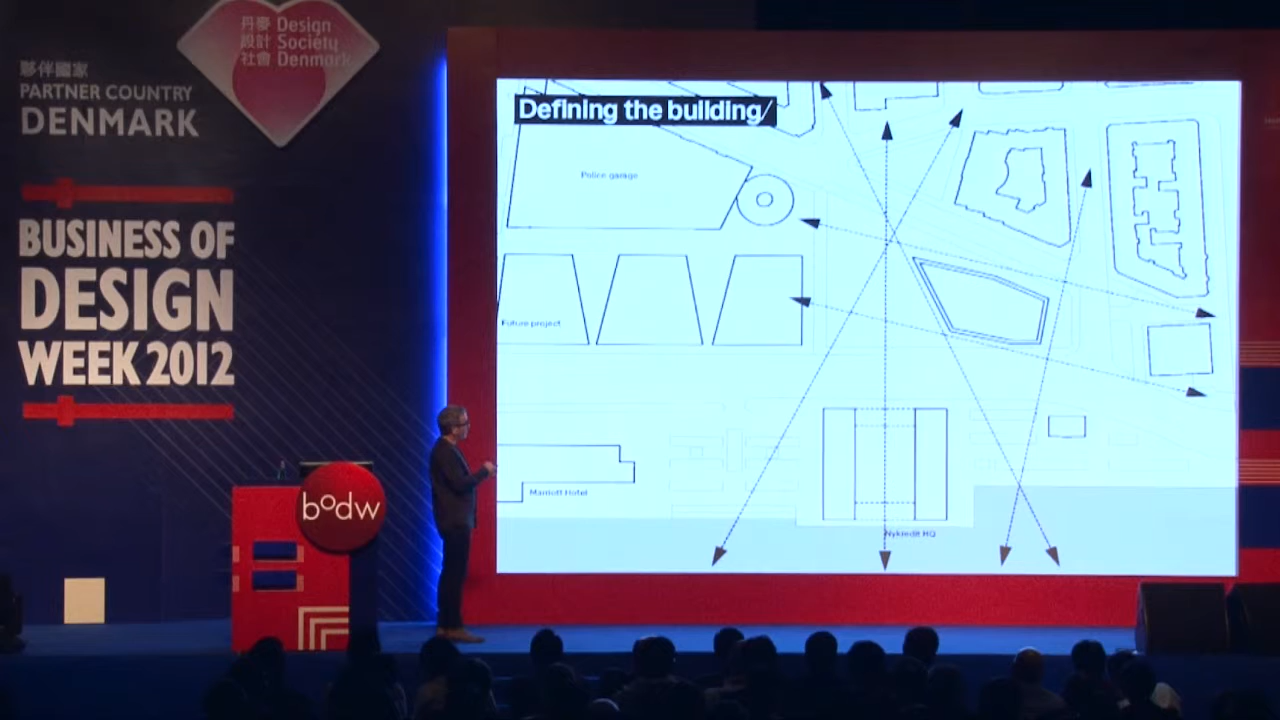 夥伴國家
PARTNER COUNTRY
DENMARK
丹麥 Design
設計 Society
社會 Denmark
BUSINESS OF
DESIGN
WEEK 2012
bodw
Defining the building/
Police garage
Future project
Marriott Hotel
Nykredit HQ